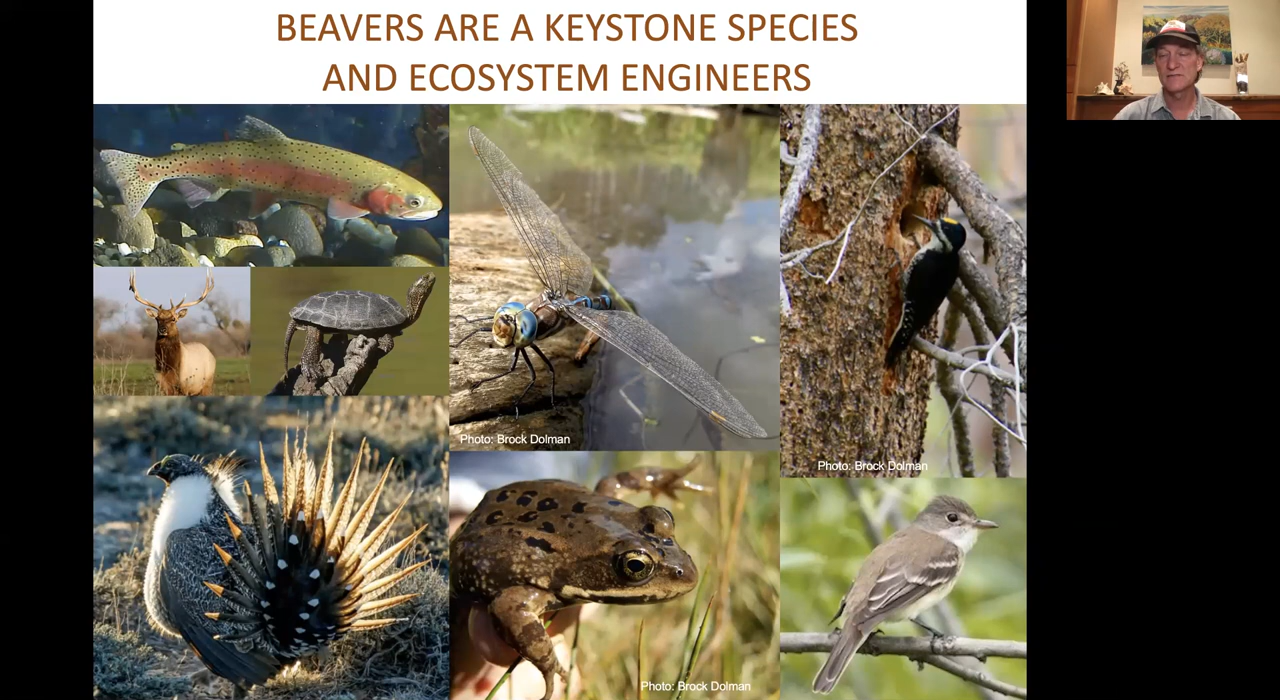 BEAVERS ARE A KEYSTONE SPECIES
AND ECOSYSTEM ENGINEERS
Photo: Brock Dolman
Photo: Brock Dolman
Photo: Brock Dolman